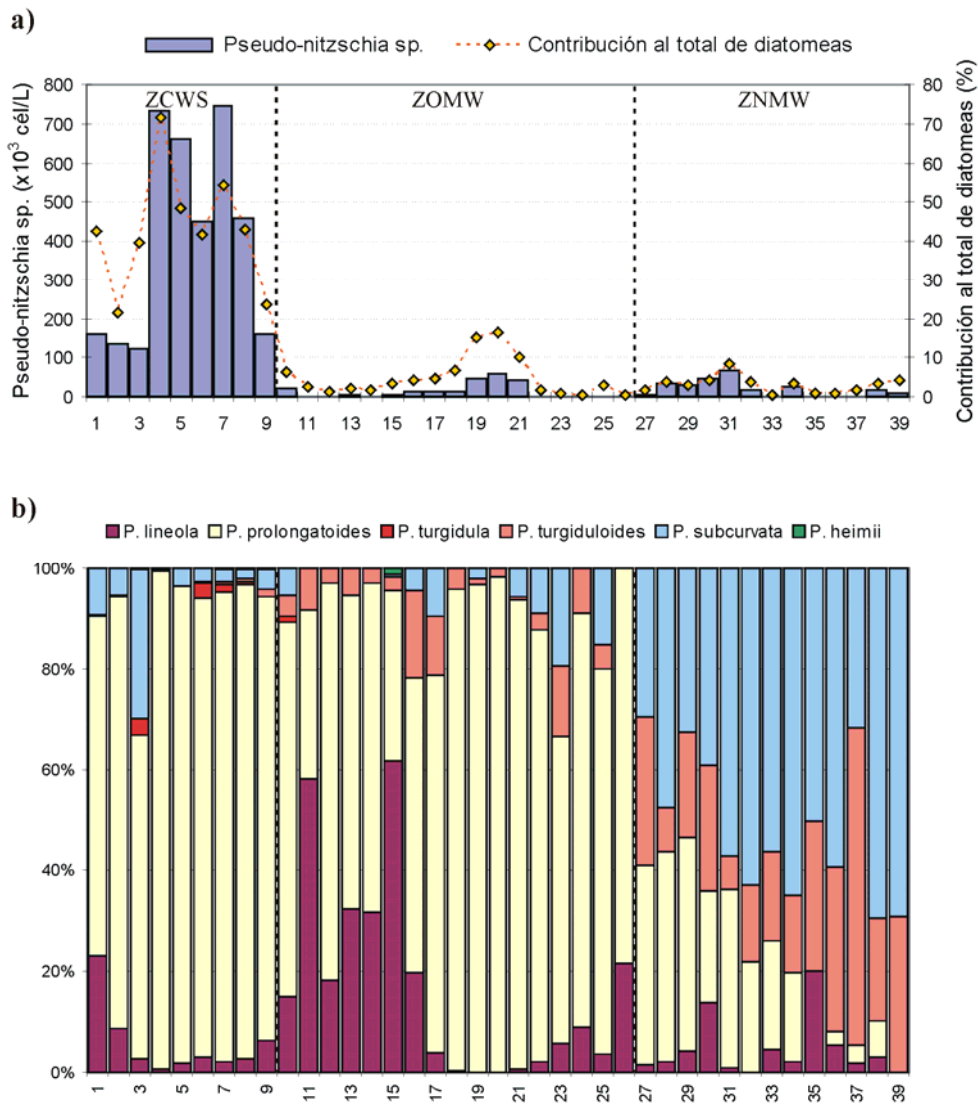 a)
Pseudo-nitzschia sp. Contribución al total de diatomeas
ZCWS ZOMW ZNMW
Pseudo-nitzschia sp. (x10³ cél/L)
800
700
600
500
400
300
200
100
0
Contribución al total de diatomeas (%)
80
70
60
50
40
30
20
10
0
1 3 5 7 9 11 13 15 17 19 21 23 25 27 29 31 33 35 37 39
b)
P. lineola P. prolongatoides P. turgidula P. turgiduloides P. subcurvata P. heimii
100%
80%
60%
40%
20%
0%
1 3 5 7 9 11 13 15 17 19 21 23 25 27 29 31 33 35 37 39